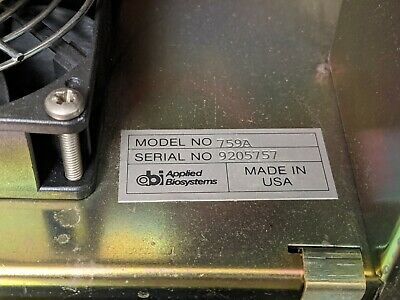 MODEL NO 759A
SERIAL NO 9205757
abi Applied Biosystems
MADE IN USA